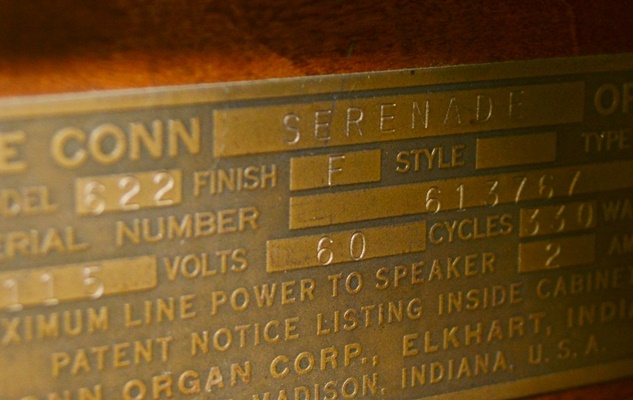 E CONN SERENADE OR
DEL 622 FINISH F STYLE TYPE
ERIAL NUMBER 613767
115 VOLTS 60 CYCLES 330 WA
XIMUM LINE POWER TO SPEAKER 2 AM
PATENT NOTICE LISTING INSIDE CABINE
ONN ORGAN CORP., ELKHART, INDI
MADISON, INDIANA, U.S.A.